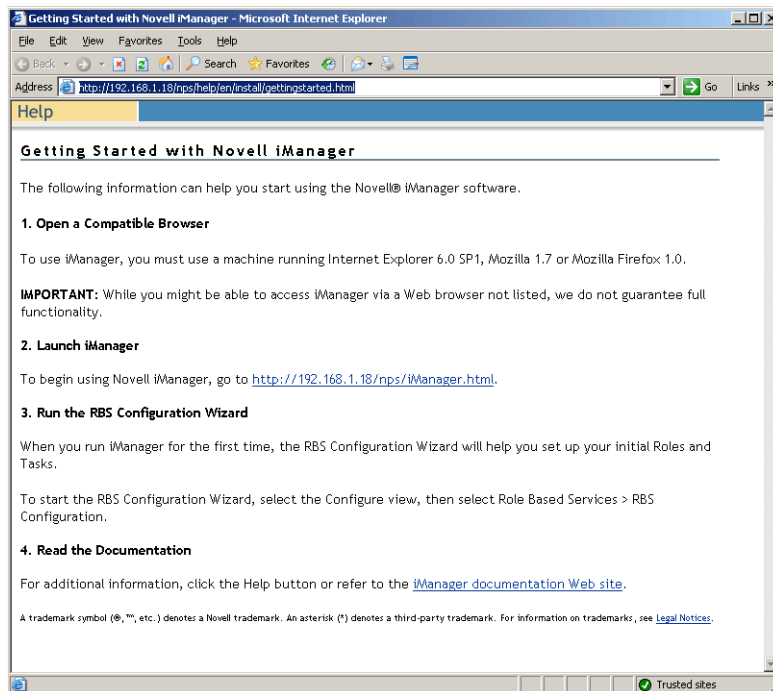 Getting Started with Novell iManager - Microsoft Internet Explorer
File Edit View Favorites Tools Help
Back Search Favorites
Address http://192.168.1.18/nps/help/en/install/gettingstarted.html Go Links »
Help
Getting Started with Novell iManager
The following information can help you start using the Novell® iManager software.
1. Open a Compatible Browser
To use iManager, you must use a machine running Internet Explorer 6.0 SP1, Mozilla 1.7 or Mozilla Firefox 1.0.
IMPORTANT: While you might be able to access iManager via a Web browser not listed, we do not guarantee full
functionality.
2. Launch iManager
To begin using Novell iManager, go to http://192.168.1.18/nps/iManager.html.
3. Run the RBS Configuration Wizard
When you run iManager for the first time, the RBS Configuration Wizard will help you set up your initial Roles and
Tasks.
To start the RBS Configuration Wizard, select the Configure view, then select Role Based Services > RBS
Configuration.
4. Read the Documentation
For additional information, click the Help button or refer to the iManager documentation Web site.
A trademark symbol (®, ™, etc.) denotes a Novell trademark. An asterisk (*) denotes a third-party trademark. For information on trademarks, see Legal Notices.
Trusted sites